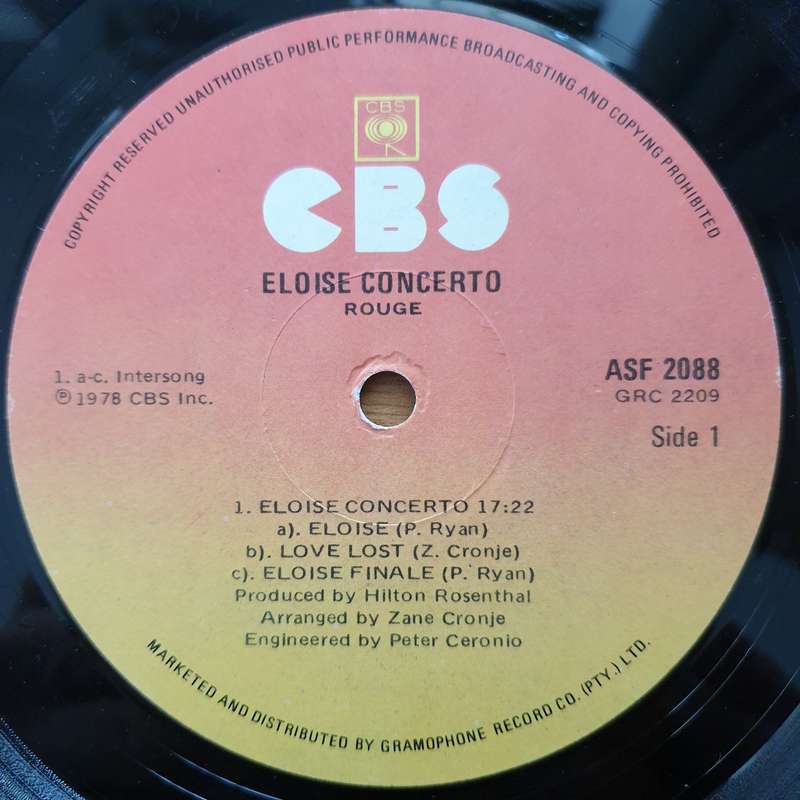 COPYRIGHT RESERVED UNAUTHORISED PUBLIC PERFORMANCE BROADCASTING AND COPYING PROHIBITED
CBS
CBS
ELOISE CONCERTO
ROUGE
1. a-c. Intersong
℗ 1978 CBS Inc.
ASF 2088
GRC 2209
Side 1
1. ELOISE CONCERTO 17:22
a). ELOISE (P. Ryan)
b). LOVE LOST (Z. Cronje)
c). ELOISE FINALE (P. Ryan)
Produced by Hilton Rosenthal
Arranged by Zane Cronje
Engineered by Peter Ceronio
MARKETED AND DISTRIBUTED BY GRAMOPHONE RECORD CO. (PTY.) LTD.